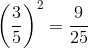 (3/5)² = 9/25